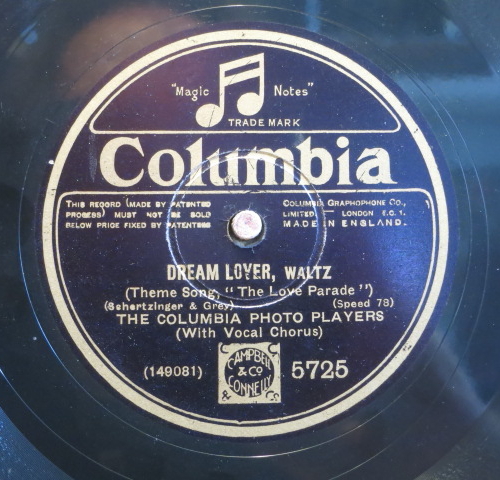 "Magic Notes"
TRADE MARK
Columbia
THIS RECORD (MADE BY PATENTED
PROCESS) MUST NOT BE SOLD
BELOW PRICE FIXED BY PATENTEES
COLUMBIA GRAPHOPHONE CO.,
LIMITED. — LONDON E.C. 1.
MADE IN ENGLAND.
DREAM LOVER, WALTZ
(Theme Song, "The Love Parade")
(Schertzinger & Grey) (Speed 78)
THE COLUMBIA PHOTO PLAYERS
(With Vocal Chorus)
(149081)
CAMPBELL
& CO
CONNELLY
5725